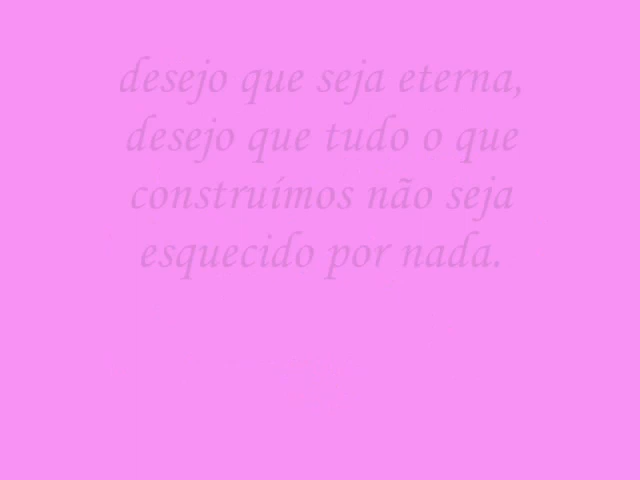 desejo que seja eterna,
desejo que tudo o que
construímos não seja
esquecido por nada.